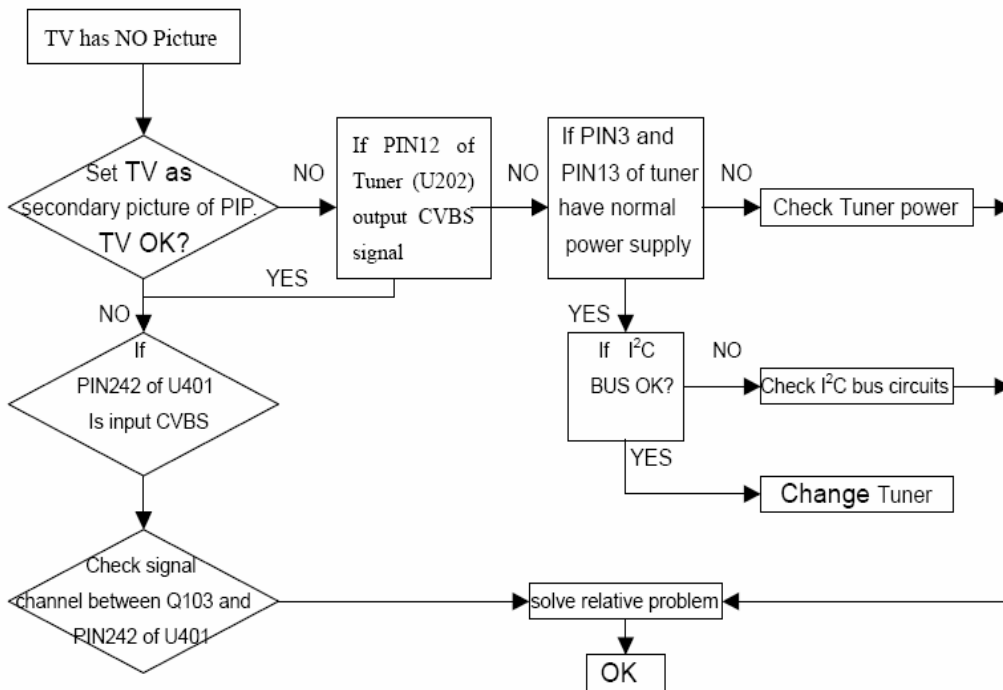 TV has NO Picture
Set TV as
secondary picture of PIP.
TV OK?
NO
If PIN12 of
Tuner (U202)
output CVBS
signal
NO
If PIN3 and
PIN13 of tuner
have normal
power supply
NO
Check Tuner power
YES
NO
YES
If
PIN242 of U401
Is input CVBS
If I²C
BUS OK?
NO
Check I²C bus circuits
YES
Change Tuner
Check signal
channel between Q103 and
PIN242 of U401
solve relative problem
OK